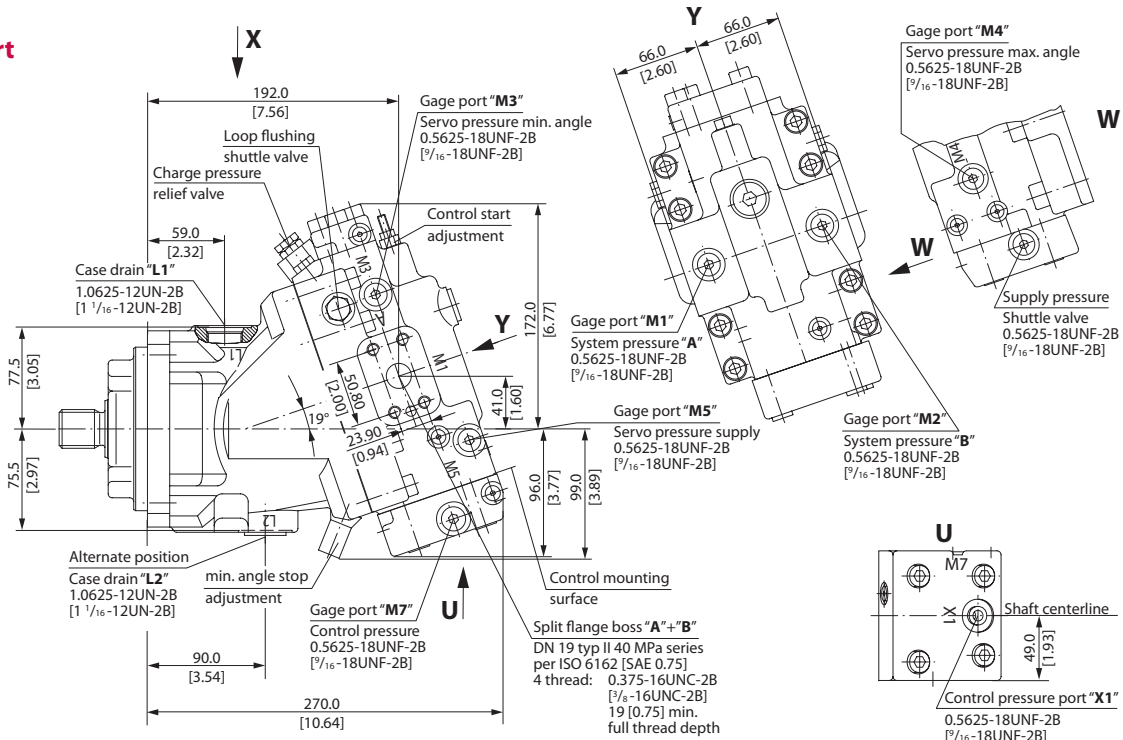 rt
X
192.0
[7.56]
Gage port "M3"
Servo pressure min. angle
0.5625-18UNF-2B
[9/16-18UNF-2B]
Loop flushing
shuttle valve
Charge pressure
relief valve
Control start
adjustment
59.0
[2.32]
Case drain "L1"
1.0625-12UN-2B
[1 1/16-12UN-2B]
77.5
[3.05]
75.5
[2.97]
L1
L2
M3
A
M1
M5
19°
50.80
[2.00]
23.90
[0.94]
172.0
[6.77]
41.0
[1.60]
96.0
[3.77]
99.0
[3.89]
Y
Alternate position
Case drain "L2"
1.0625-12UN-2B
[1 1/16-12UN-2B]
min. angle stop
adjustment
Gage port "M7"
Control pressure
0.5625-18UNF-2B
[9/16-18UNF-2B]
U
90.0
[3.54]
270.0
[10.64]
Control mounting
surface
Split flange boss "A"+"B"
DN 19 typ II 40 MPa series
per ISO 6162 [SAE 0.75]
4 thread: 0.375-16UNC-2B
[3/8-16UNC-2B]
19 [0.75] min.
full thread depth
Y
66.0
[2.60]
66.0
[2.60]
W
Gage port "M1"
System pressure "A"
0.5625-18UNF-2B
[9/16-18UNF-2B]
Gage port "M5"
Servo pressure supply
0.5625-18UNF-2B
[9/16-18UNF-2B]
Gage port "M2"
System pressure "B"
0.5625-18UNF-2B
[9/16-18UNF-2B]
Gage port "M4"
Servo pressure max. angle
0.5625-18UNF-2B
[9/16-18UNF-2B]
W
M4
Supply pressure
Shuttle valve
0.5625-18UNF-2B
[9/16-18UNF-2B]
U
M7
X1
Shaft centerline
49.0
[1.93]
Control pressure port "X1"
0.5625-18UNF-2B
[9/16-18UNF-2B]